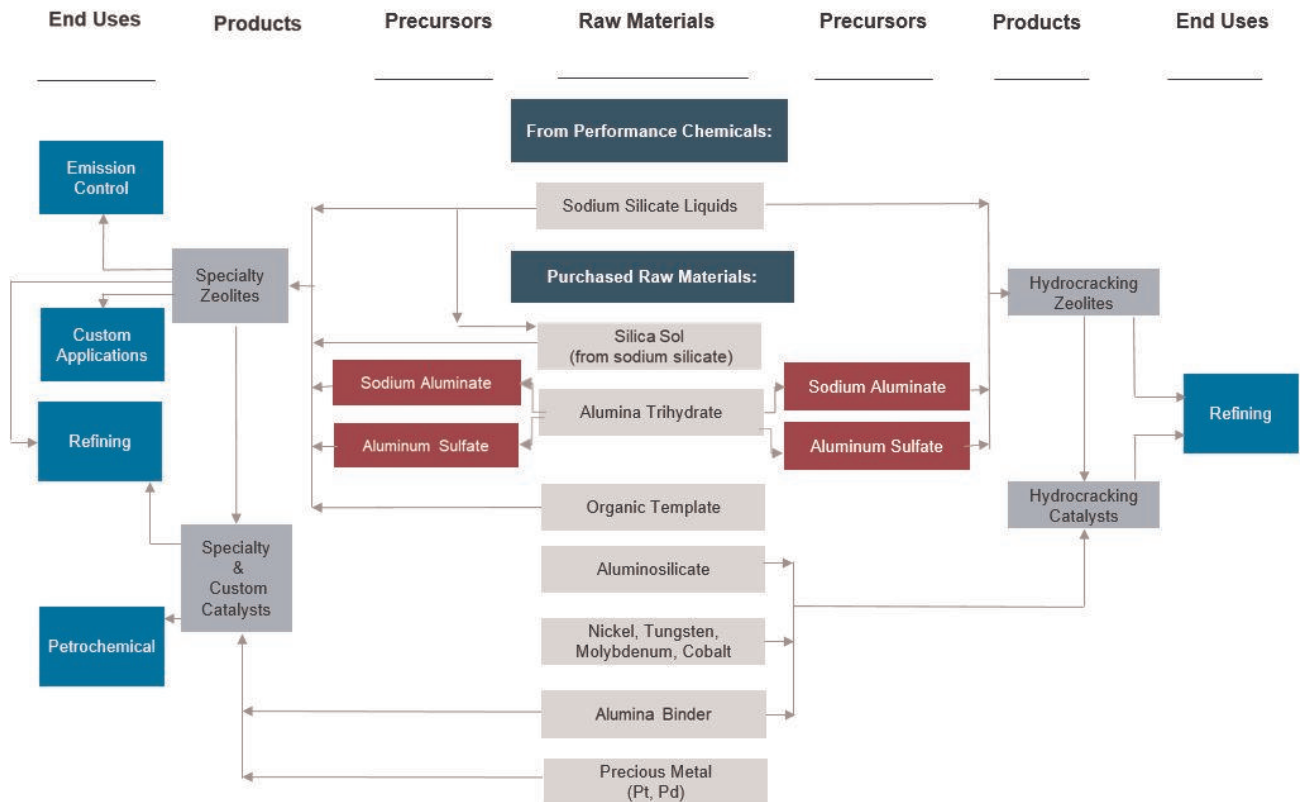 End Uses
Products
Precursors
Raw Materials
Precursors
Products
End Uses
From Performance Chemicals:
Emission
Control
Sodium Silicate Liquids
Specialty
Zeolites
Purchased Raw Materials:
Hydrocracking
Zeolites
Custom
Applications
Silica Sol
(from sodium silicate)
Sodium Aluminate
Alumina Trihydrate
Sodium Aluminate
Refining
Aluminum Sulfate
Aluminum Sulfate
Refining
Organic Template
Hydrocracking
Catalysts
Specialty
&
Custom
Catalysts
Aluminosilicate
Petrochemical
Nickel, Tungsten,
Molybdenum, Cobalt
Alumina Binder
Precious Metal
(Pt, Pd)